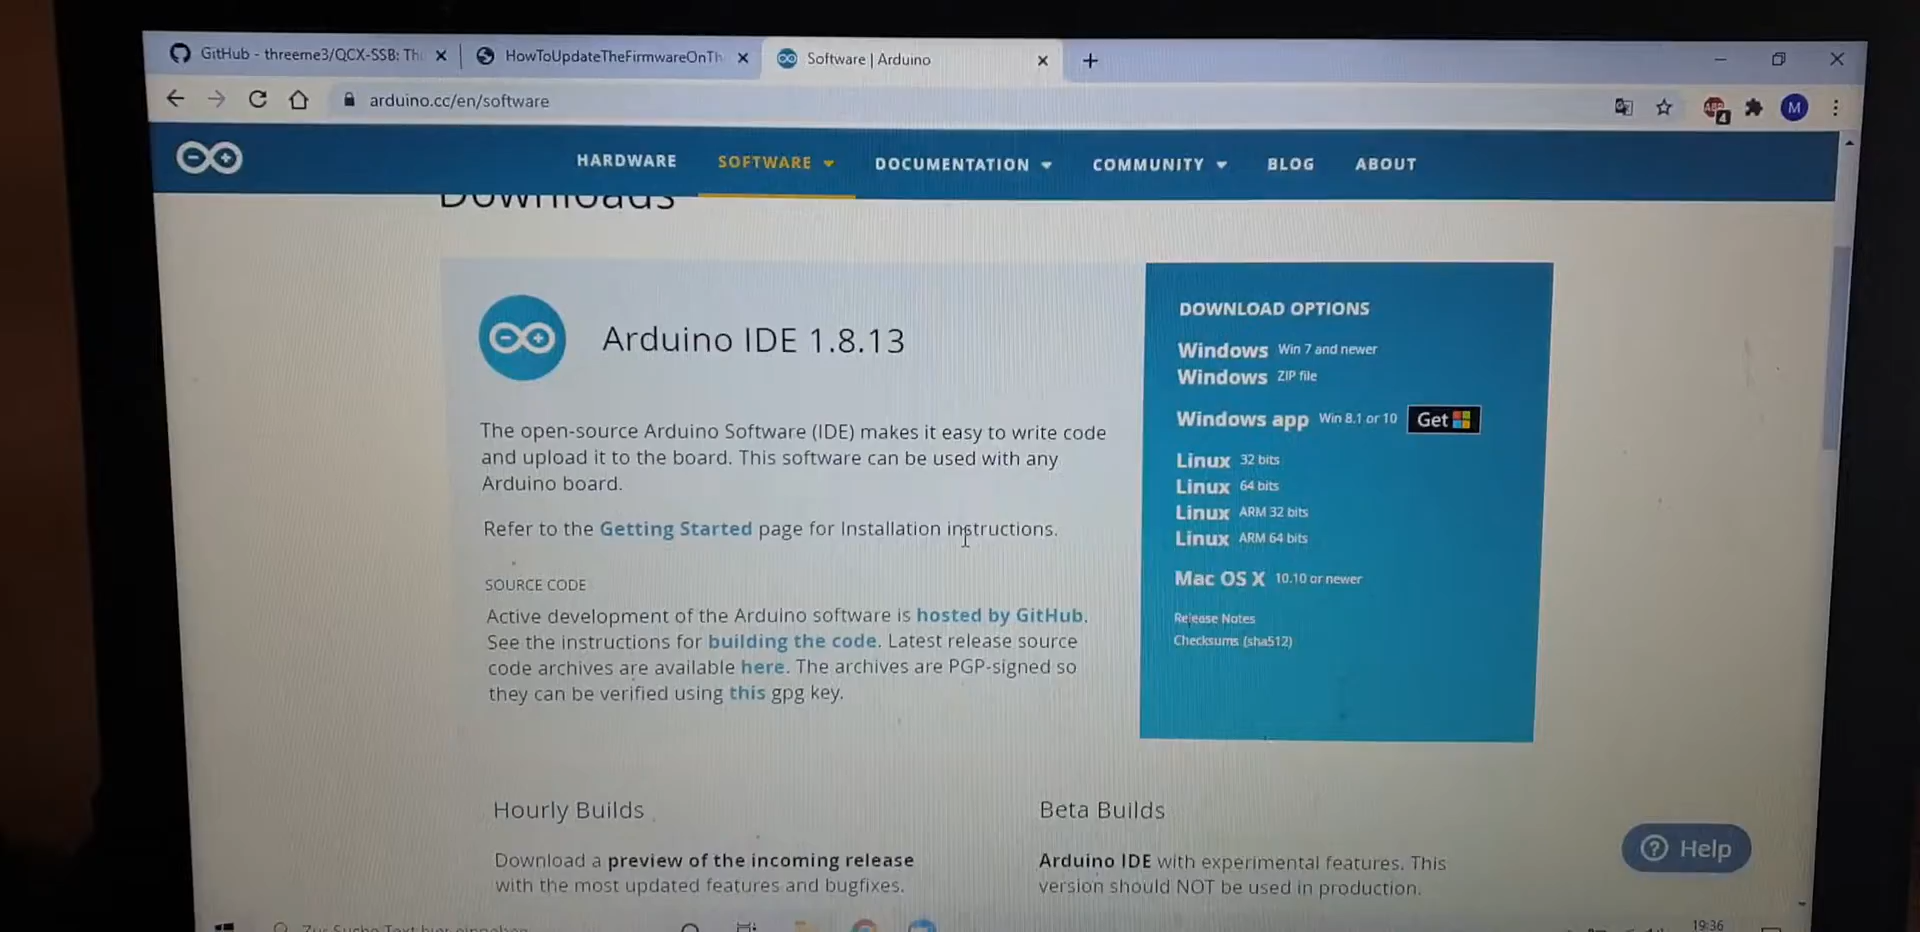 GitHub - threeme3/QCX-SSB: Th
HowToUpdateTheFirmwareOnTh
Software | Arduino
arduino.cc/en/software
4
M
HARDWARE
SOFTWARE
DOCUMENTATION
COMMUNITY
BLOG
ABOUT
Downloads
Arduino IDE 1.8.13
The open-source Arduino Software (IDE) makes it easy to write code
and upload it to the board. This software can be used with any
Arduino board.
Refer to the Getting Started page for Installation instructions.
SOURCE CODE
Active development of the Arduino software is hosted by GitHub.
See the instructions for building the code. Latest release source
code archives are available here. The archives are PGP-signed so
they can be verified using this gpg key.
DOWNLOAD OPTIONS
Windows Win 7 and newer
Windows ZIP file
Windows app Win 8.1 or 10 Get
Linux 32 bits
Linux 64 bits
Linux ARM 32 bits
Linux ARM 64 bits
Mac OS X 10.10 or newer
Release Notes
Checksums (sha512)
Hourly Builds
Download a preview of the incoming release
with the most updated features and bugfixes.
Beta Builds
Arduino IDE with experimental features. This
version should NOT be used in production.
Help
Zur Suche Text hier eingeben
19:36